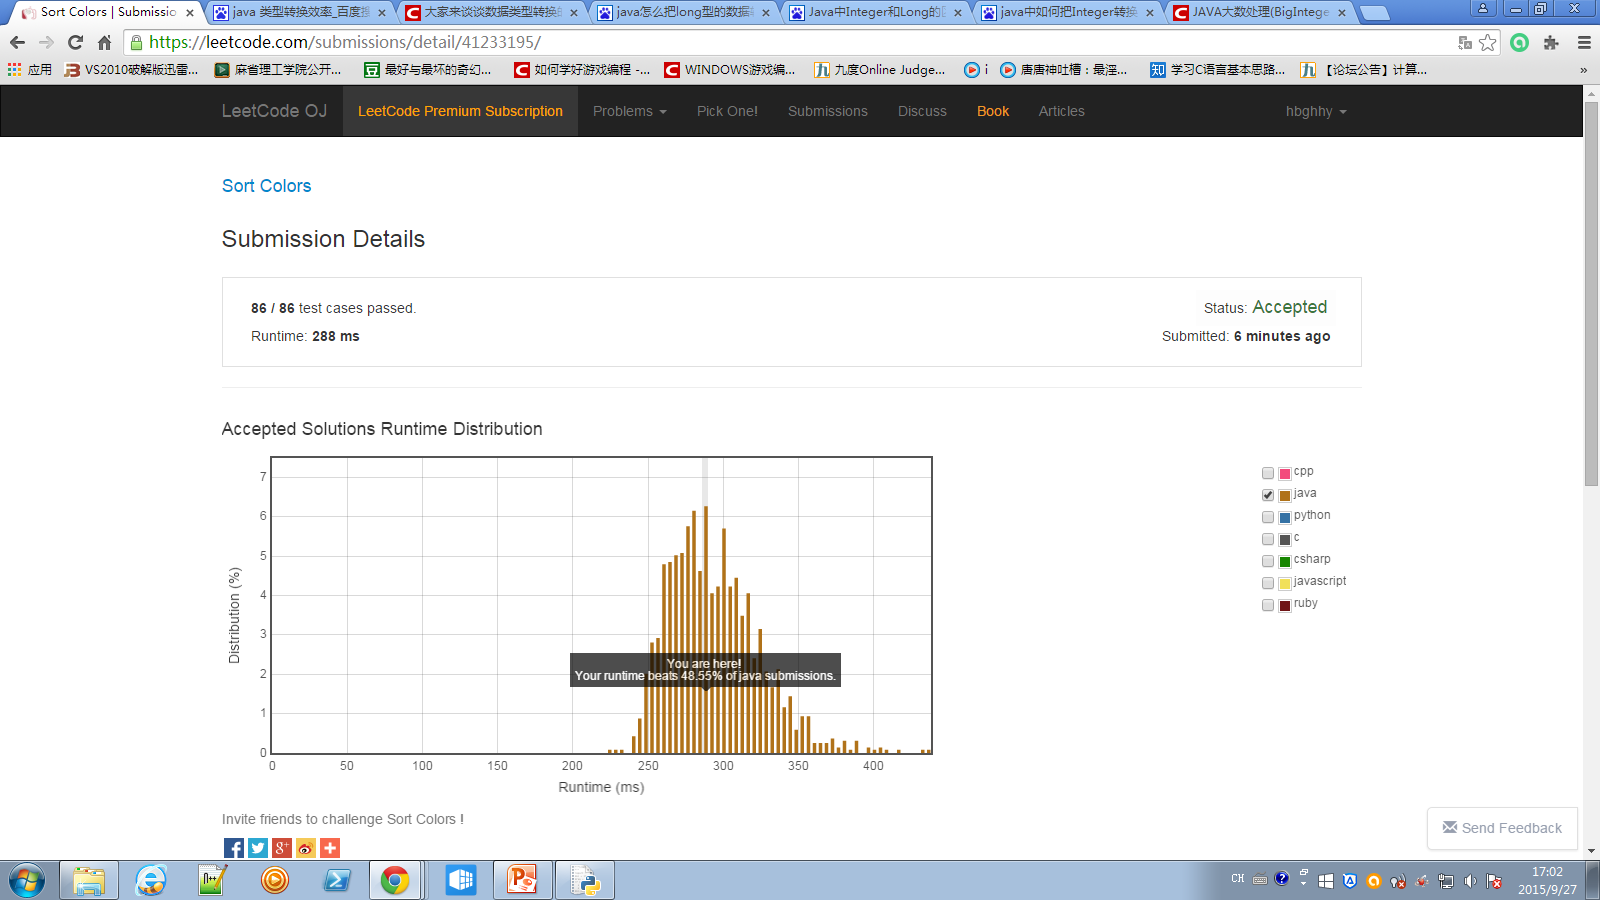 Sort Colors | Submissio
java 类型转换效率_百度搜
大家来谈谈数据类型转换的
java怎么把long型的数据转
Java中Integer和Long的
java中如何把Integer转换
JAVA大数处理(BigIntege
https://leetcode.com/submissions/detail/41233195/
应用
VS2010破解版迅雷...
麻省理工学院公开...
最好与最坏的奇幻...
如何学好游戏编程 -...
WINDOWS游戏编...
九度Online Judge...
i
唐唐神吐槽：最淫...
学习C语言基本思路...
【论坛公告】计算...
»
LeetCode OJ
LeetCode Premium Subscription
Problems
Pick One!
Submissions
Discuss
Book
Articles
hbghhy
Sort Colors
Submission Details
86 / 86 test cases passed.
Status: Accepted
Runtime: 288 ms
Submitted: 6 minutes ago
Accepted Solutions Runtime Distribution
7
6
5
4
3
2
1
0
Distribution (%)
You are here!
Your runtime beats 48.55% of java submissions.
0
50
100
150
200
250
300
350
400
Runtime (ms)
cpp
java
python
c
csharp
javascript
ruby
Invite friends to challenge Sort Colors !
Send Feedback
CH
17:02
2015/9/27